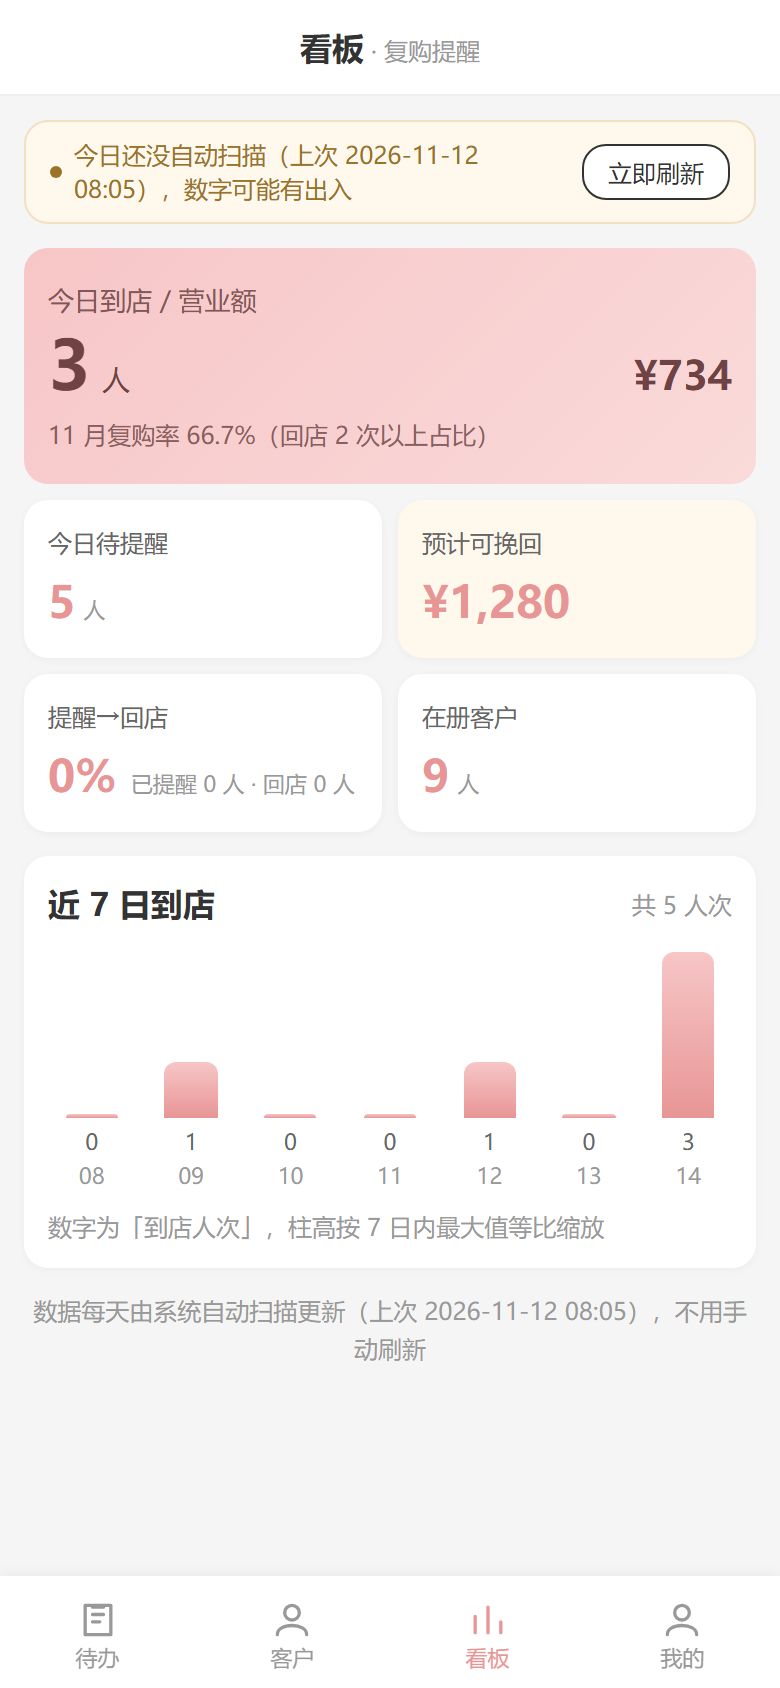 看板 · 复购提醒
今日还没自动扫描（上次 2026-11-12
08:05），数字可能有出入
立即刷新
今日到店 / 营业额
3 人
¥734
11 月复购率 66.7%（回店 2 次以上占比）
今日待提醒
5 人
预计可挽回
¥1,280
提醒→回店
0% 已提醒 0 人 · 回店 0 人
在册客户
9 人
近 7 日到店
共 5 人次
0 1 0 0 1 0 3
08 09 10 11 12 13 14
数字为「到店人次」，柱高按 7 日内最大值等比缩放
数据每天由系统自动扫描更新（上次 2026-11-12 08:05），不用手
动刷新
待办 客户 看板 我的